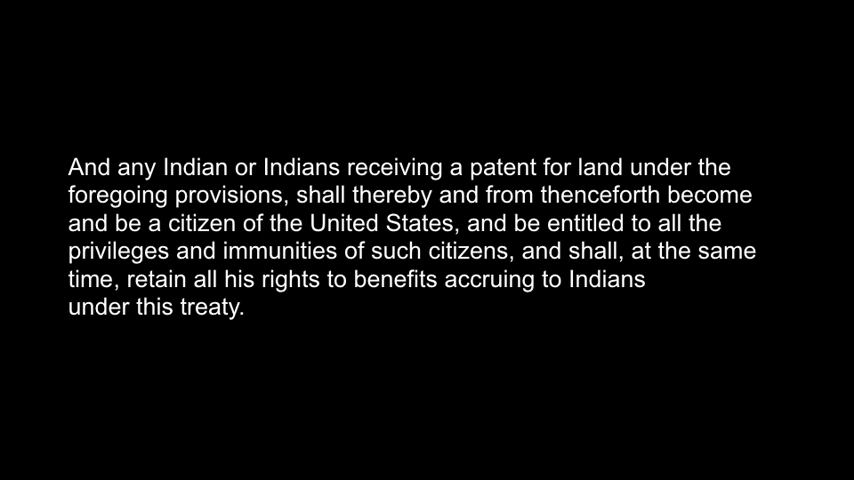 And any Indian or Indians receiving a patent for land under the
foregoing provisions, shall thereby and from thenceforth become
and be a citizen of the United States, and be entitled to all the
privileges and immunities of such citizens, and shall, at the same
time, retain all his rights to benefits accruing to Indians
under this treaty.